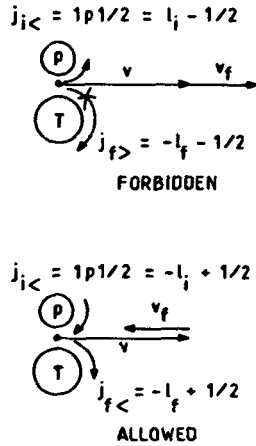 j_{i<} = 1p1/2 = l_i - 1/2
P
v
v_f
T
j_{f>} = -l_f - 1/2
FORBIDDEN
j_{i<} = 1p1/2 = -l_i + 1/2
P
v_f
v
T
j_{f<} = -l_f + 1/2
ALLOWED